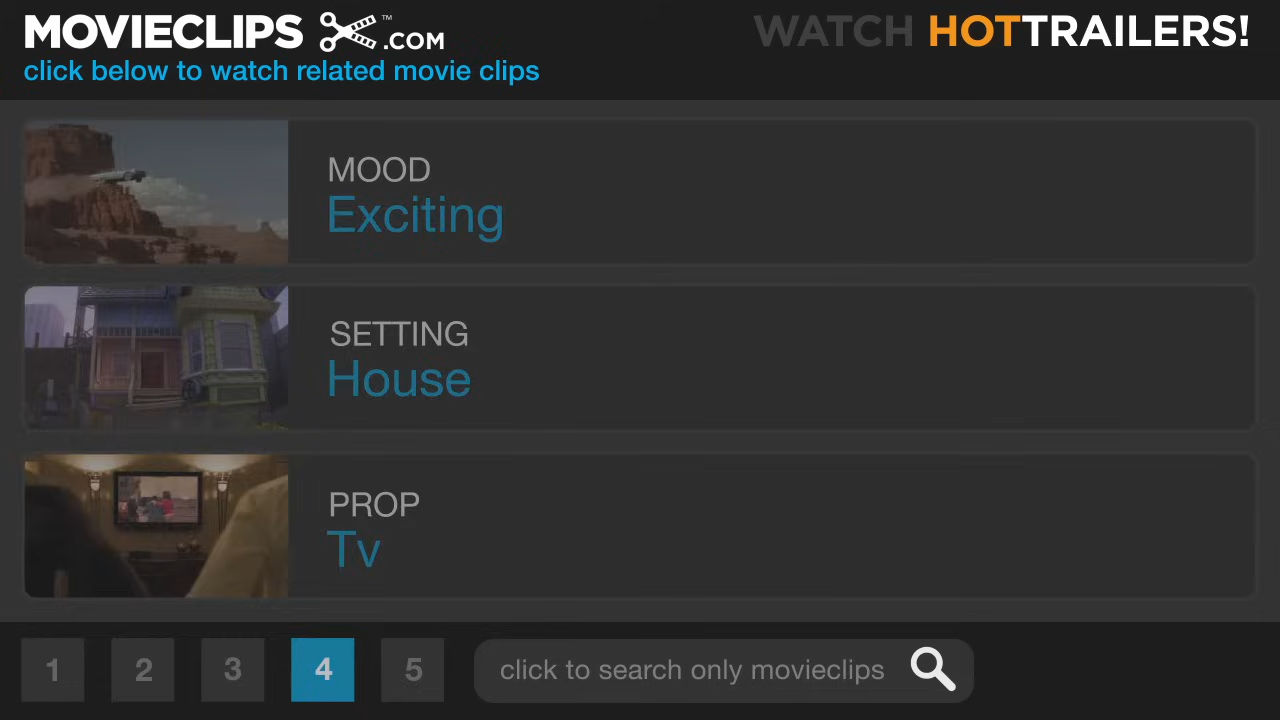 MOVIECLIPS ™.COM
WATCH HOTTRAILERS!
click below to watch related movie clips
MOOD
Exciting
SETTING
House
PROP
Tv
1 2 3 4 5
click to search only movieclips